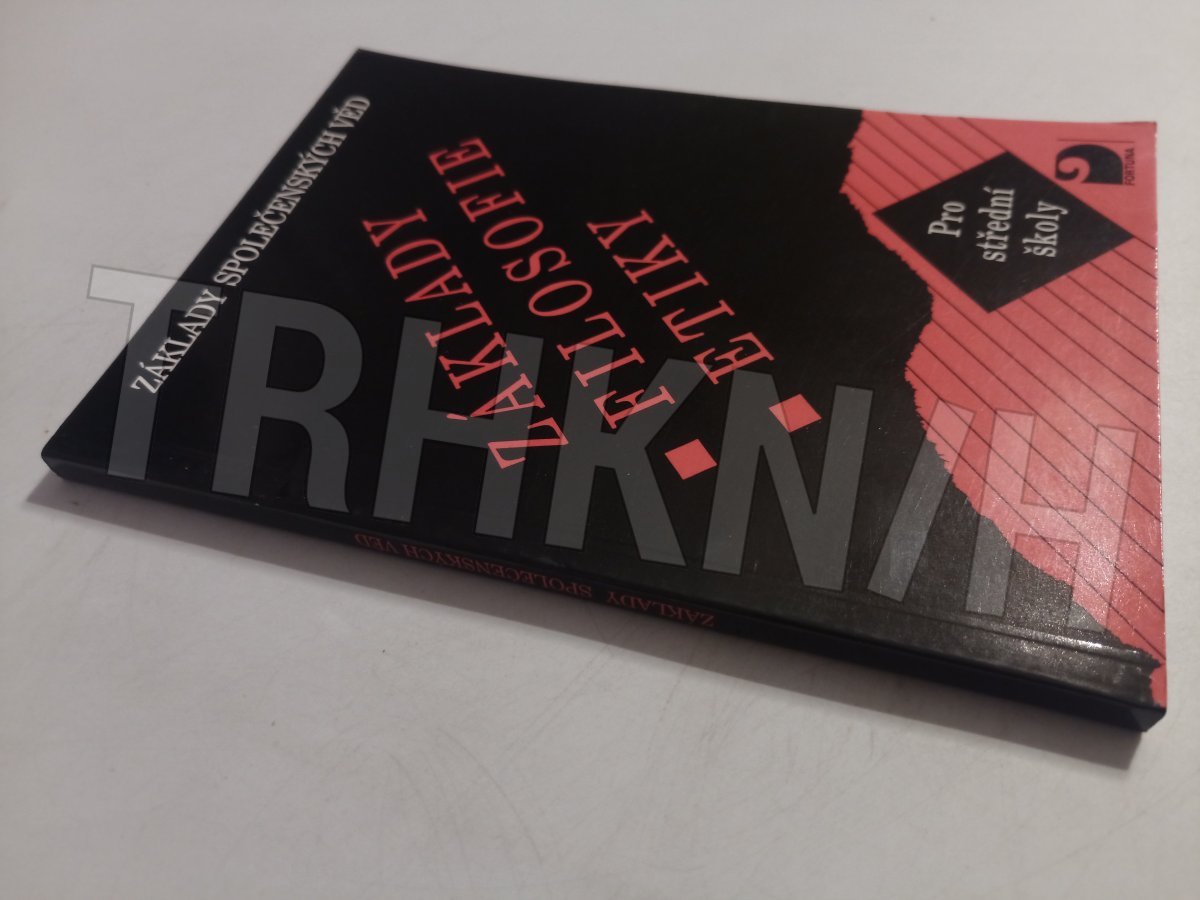 ZÁKLADY SPOLEČENSKÝCH VĚD
ZÁKLADY
FILOSOFIE
ETIKY
Pro
střední
školy
FORTUNA
ZÁKLADY SPOLEČENSKÝCH VĚD
TRHKNIH